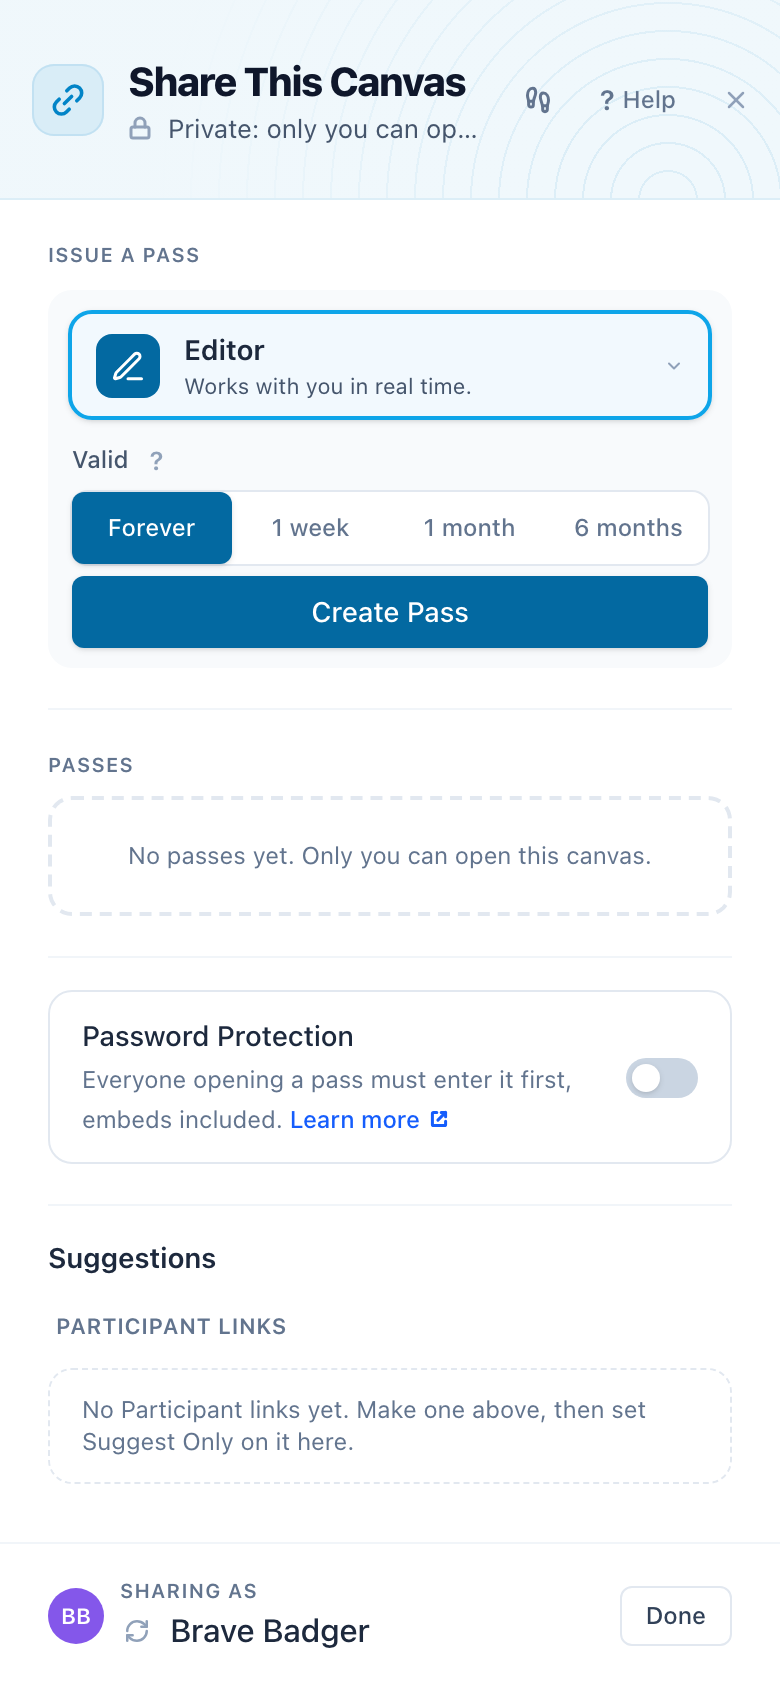 Share This Canvas
Private: only you can op...
? Help
ISSUE A PASS
Editor
Works with you in real time.
Valid ?
Forever 1 week 1 month 6 months
Create Pass
PASSES
No passes yet. Only you can open this canvas.
Password Protection
Everyone opening a pass must enter it first,
embeds included. Learn more
Suggestions
PARTICIPANT LINKS
No Participant links yet. Make one above, then set
Suggest Only on it here.
BB
SHARING AS
Brave Badger
Done